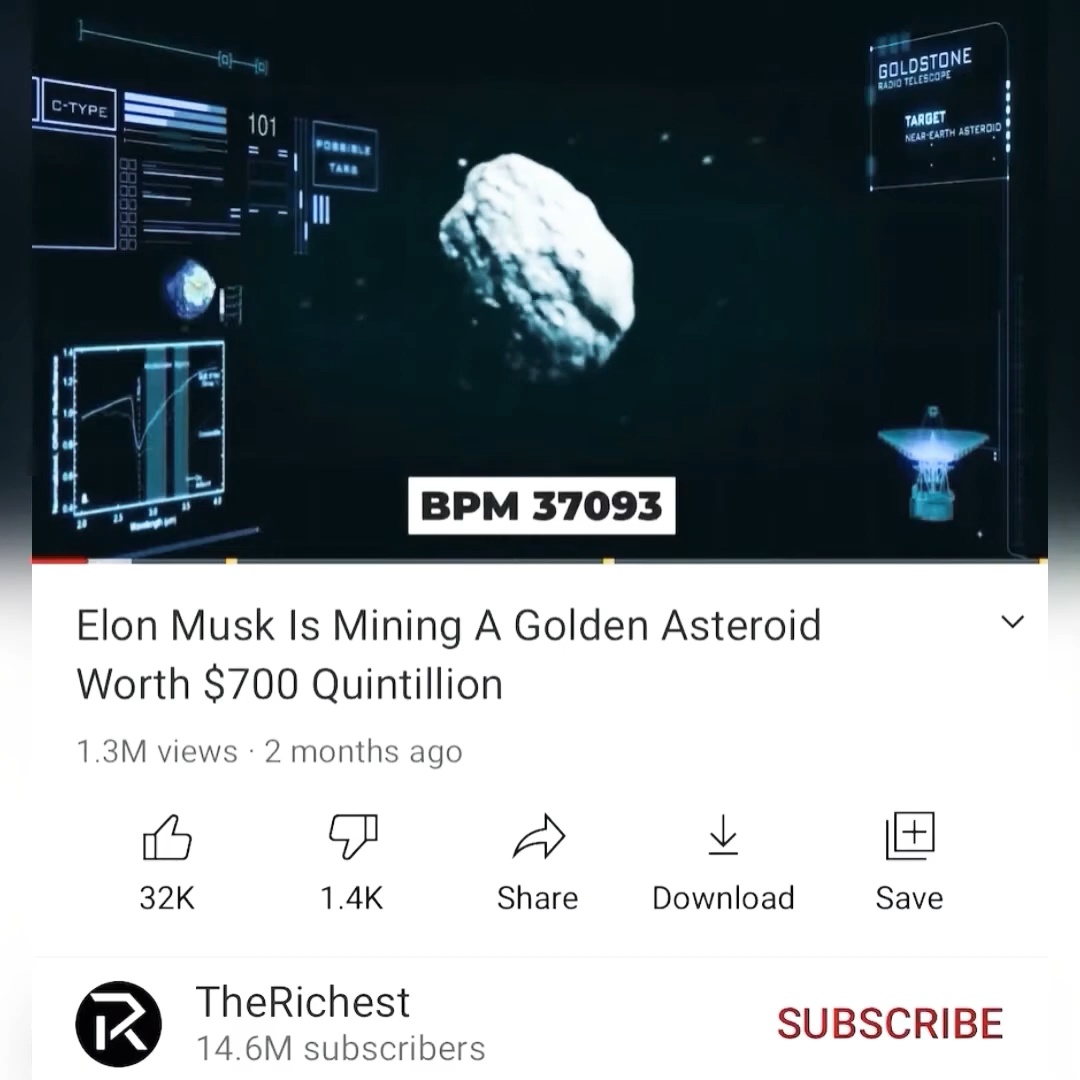 C-TYPE
101
POSSIBLE
GOLDSTONE
RADIO TELESCOPE
TARGET
NEAR-EARTH ASTEROID
BPM 37093
Elon Musk Is Mining A Golden Asteroid
Worth $700 Quintillion
1.3M views · 2 months ago
32K
1.4K
Share
Download
Save
TheRichest
14.6M subscribers
SUBSCRIBE